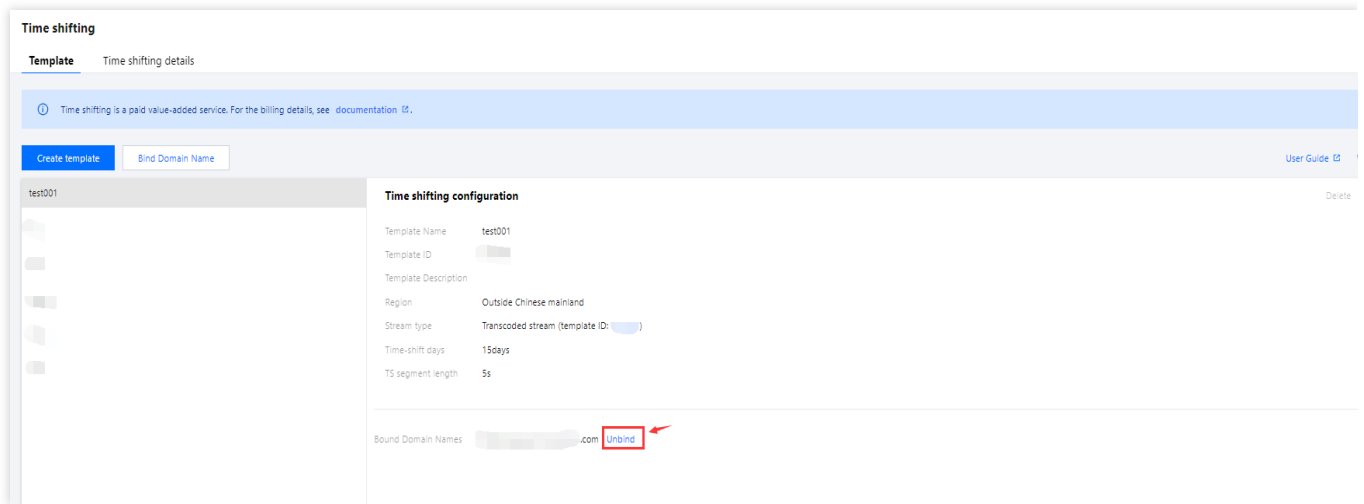 Time shifting
Template Time shifting details
Time shifting is a paid value-added service. For the billing details, see documentation .
Create template Bind Domain Name User Guide
test001 Time shifting configuration Delete
Template Name test001
Template ID
Template Description
Region Outside Chinese mainland
Stream type Transcoded stream (template ID: )
Time-shift days 15days
TS segment length 5s
Bound Domain Names .com Unbind